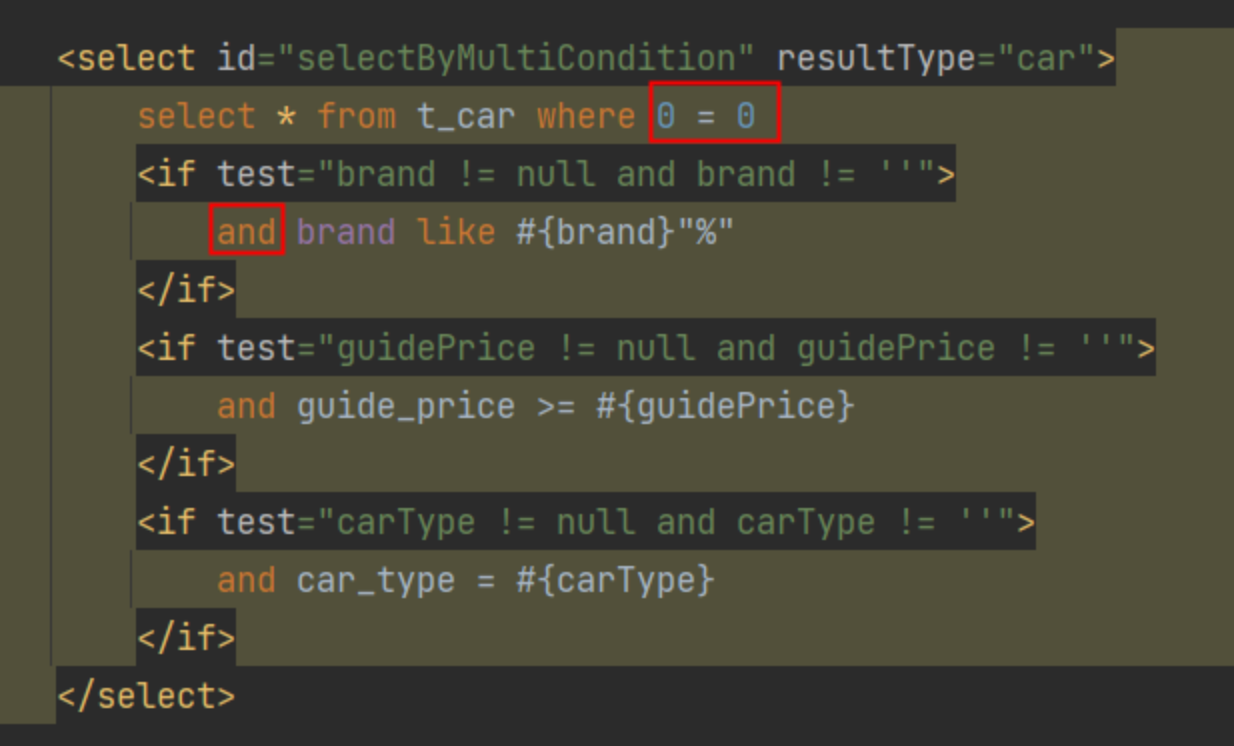 <select id="selectByMultiCondition" resultType="car">
select * from t_car where 0 = 0
<if test="brand != null and brand != ''">
and brand like #{brand}"%"
</if>
<if test="guidePrice != null and guidePrice != ''">
and guide_price >= #{guidePrice}
</if>
<if test="carType != null and carType != ''">
and car_type = #{carType}
</if>
</select>